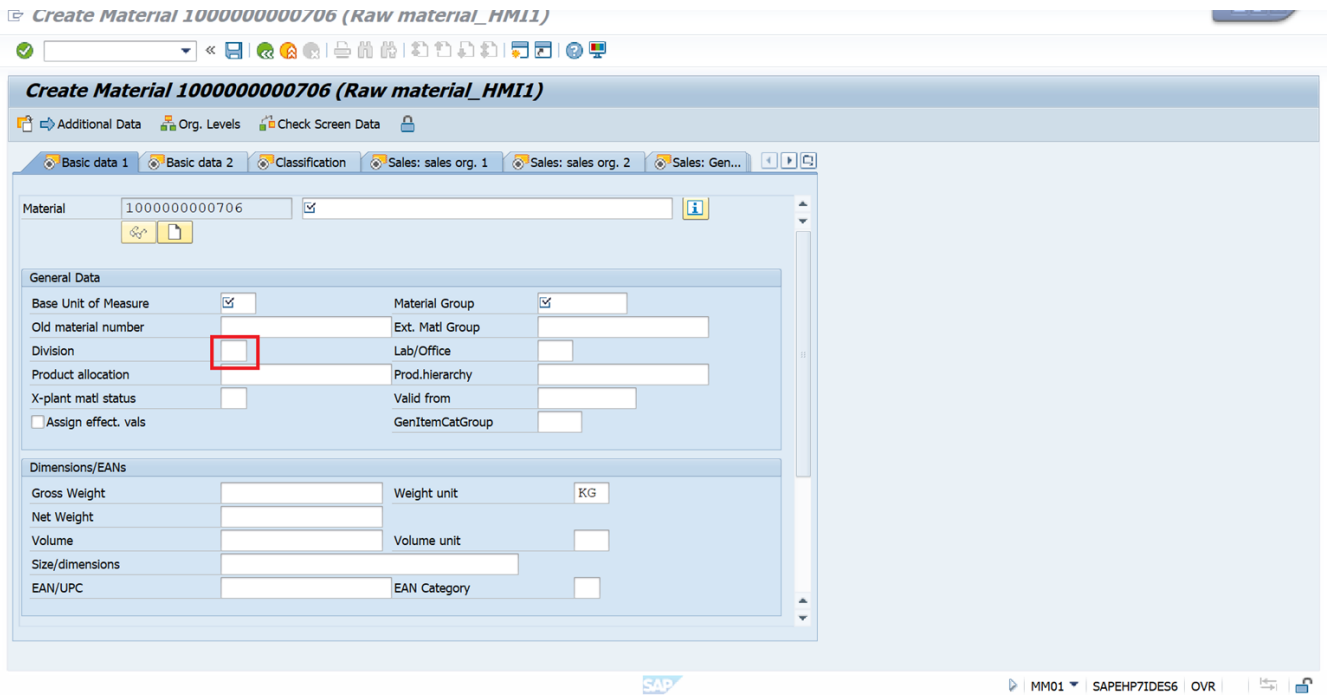 Create Material 1000000000706 (Raw material_HMI1)
Create Material 1000000000706 (Raw material_HMI1)
Additional Data Org. Levels Check Screen Data
Basic data 1 Basic data 2 Classification Sales: sales org. 1 Sales: sales org. 2 Sales: Gen...
Material 1000000000706
General Data
Base Unit of Measure Material Group
Old material number Ext. Matl Group
Division Lab/Office
Product allocation Prod.hierarchy
X-plant matl status Valid from
Assign effect. vals GenItemCatGroup
Dimensions/EANs
Gross Weight Weight unit KG
Net Weight
Volume Volume unit
Size/dimensions
EAN/UPC EAN Category
SAP MM01 SAPEHP7IDES6 OVR